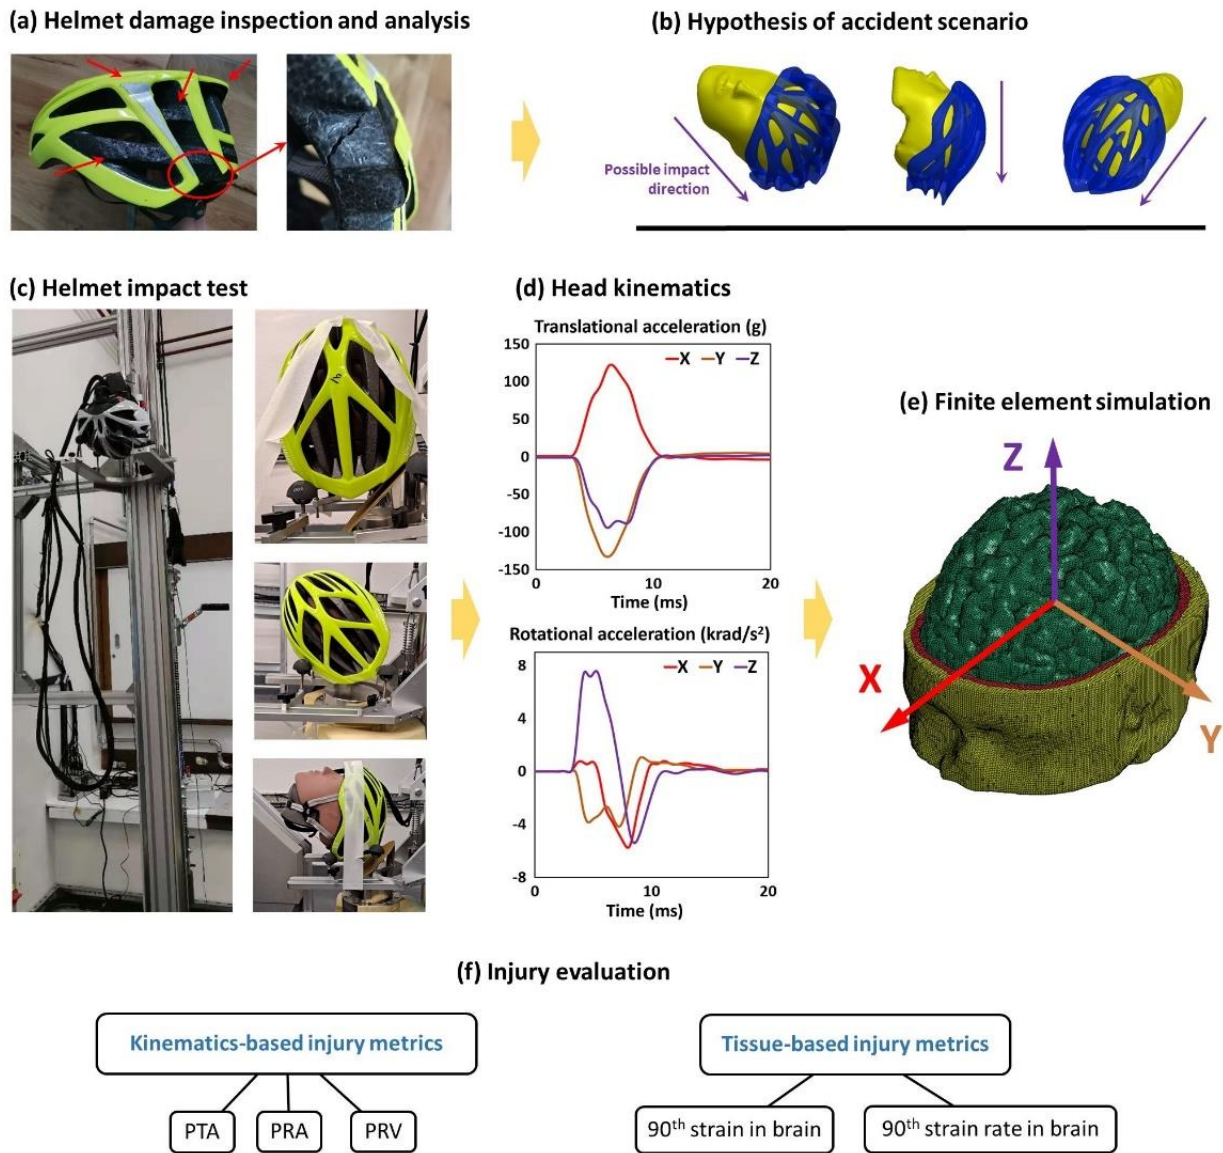 (a) Helmet damage inspection and analysis
(b) Hypothesis of accident scenario
Possible impact
direction
(c) Helmet impact test
(d) Head kinematics
Translational acceleration (g)
150
100
50
0
-50
-100
-150
X Y Z
0 10 20
Time (ms)
Rotational acceleration (krad/s²)
8
4
0
-4
-8
X Y Z
0 10 20
Time (ms)
(e) Finite element simulation
Z
X
Y
(f) Injury evaluation
Kinematics-based injury metrics
PTA PRA PRV
Tissue-based injury metrics
90th strain in brain
90th strain rate in brain